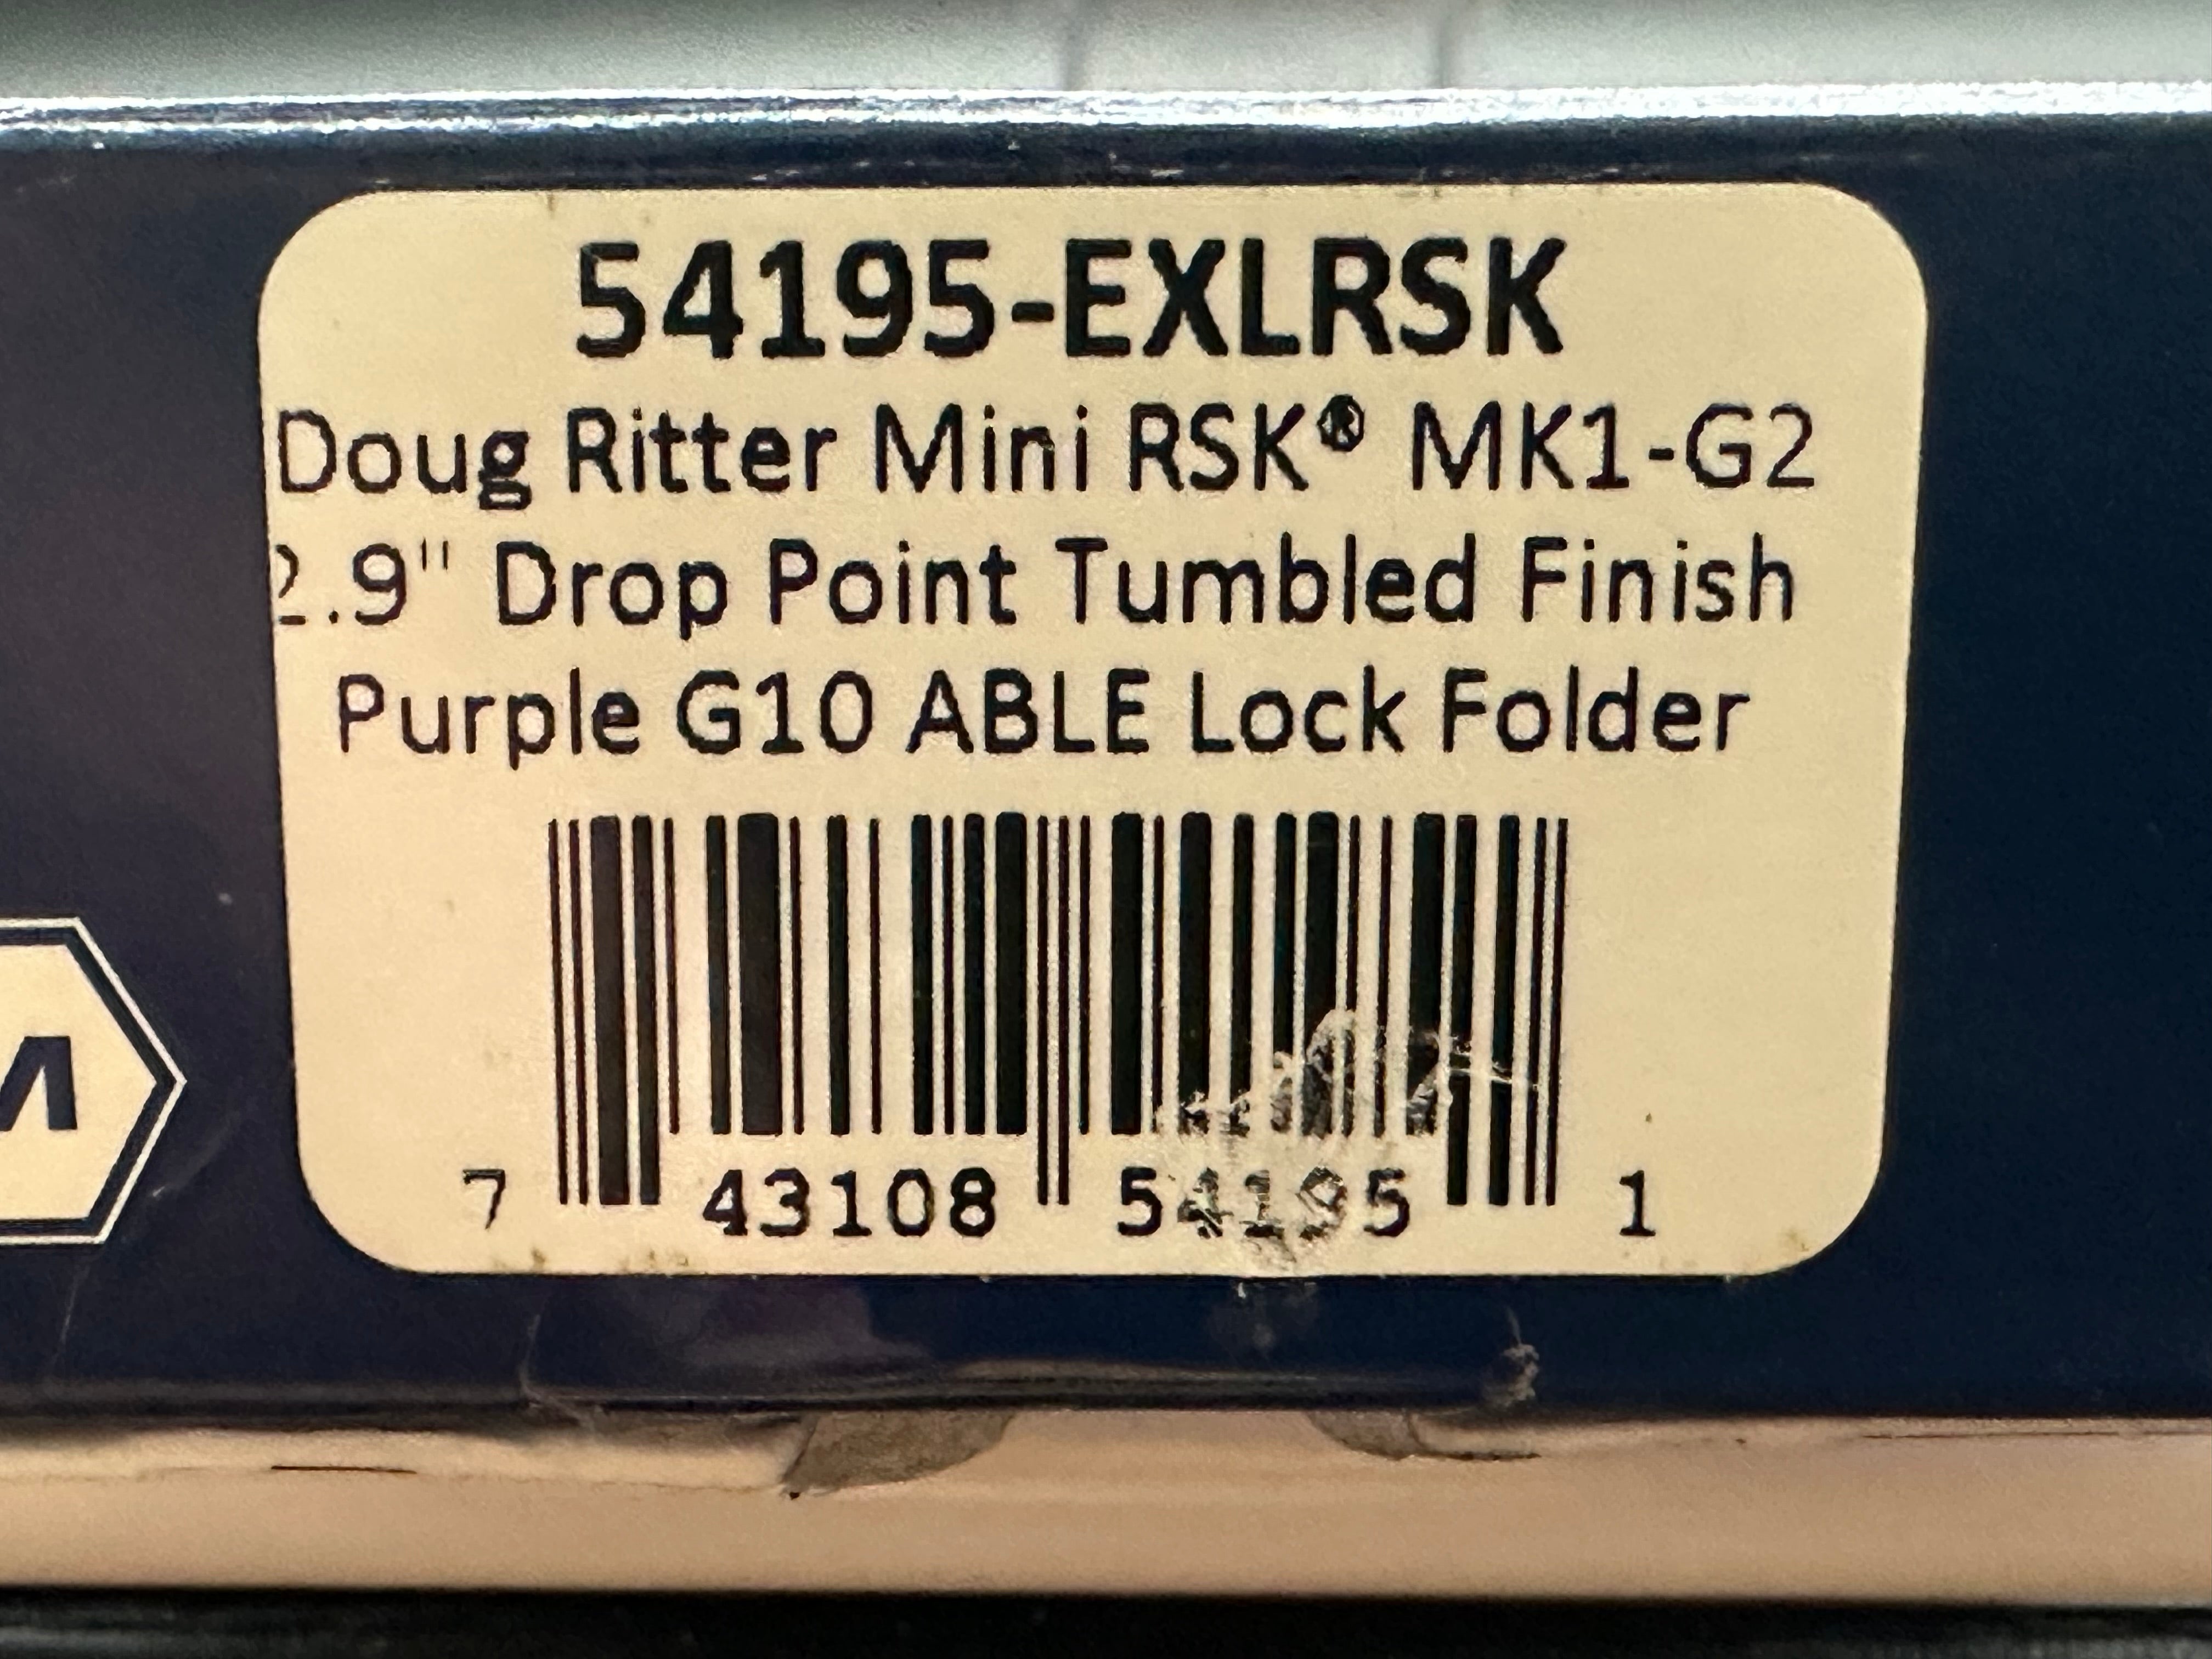 54195-EXLRSK
Doug Ritter Mini RSK® MK1-G2
2.9" Drop Point Tumbled Finish
Purple G10 ABLE Lock Folder
M
7 43108 54195 1